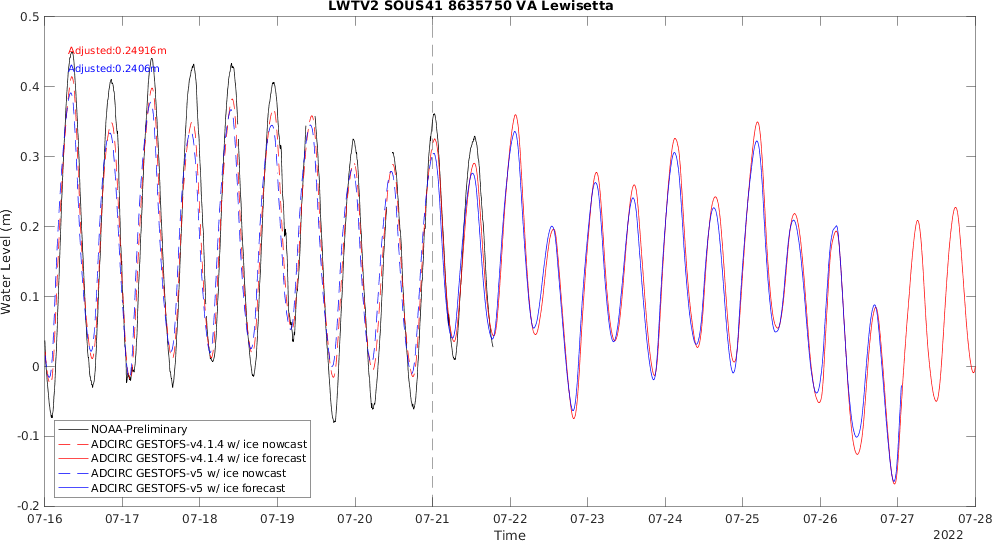 LWTV2 SOUS41 8635750 VA Lewisetta
0.5
0.4
0.3
0.2
0.1
0
-0.1
-0.2
Water Level (m)
Adjusted:0.24916m
Adjusted:0.2406m
NOAA-Preliminary
ADCIRC GESTOFS-v4.1.4 w/ ice nowcast
ADCIRC GESTOFS-v4.1.4 w/ ice forecast
ADCIRC GESTOFS-v5 w/ ice nowcast
ADCIRC GESTOFS-v5 w/ ice forecast
07-16 07-17 07-18 07-19 07-20 07-21 07-22 07-23 07-24 07-25 07-26 07-27 07-28
Time
2022